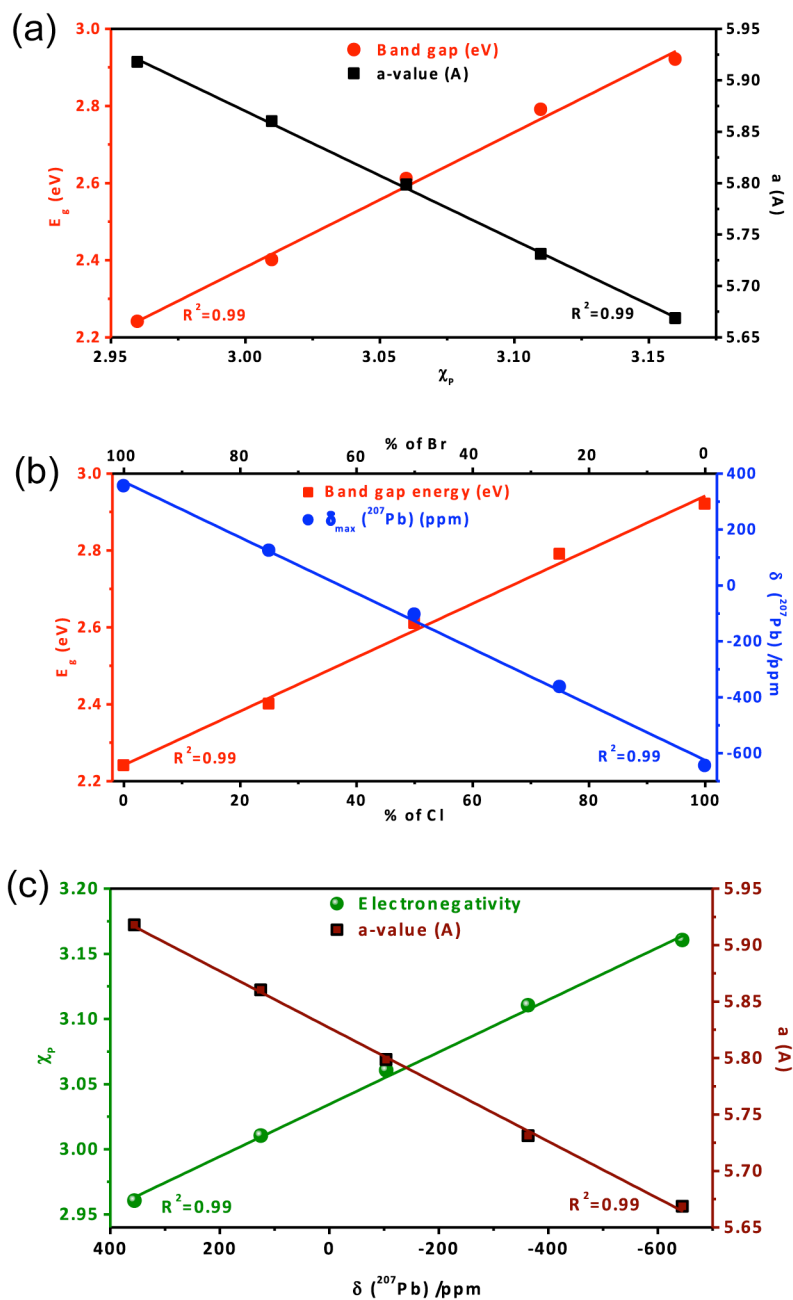 (a)
Band gap (eV)
a-value (A)
3.0
2.8
2.6
2.4
2.2
E g (eV)
5.95
5.90
5.85
5.80
5.75
5.70
5.65
a (A)
R²=0.99
R²=0.99
2.95 3.00 3.05 3.10 3.15
χP
(b)
% of Br
100 80 60 40 20 0
Band gap energy (eV)
δmax (²⁰⁷Pb) (ppm)
3.0
2.8
2.6
2.4
2.2
E g (eV)
400
200
0
-200
-400
-600
δ (²⁰⁷Pb) /ppm
R²=0.99
R²=0.99
0 20 40 60 80 100
% of Cl
(c)
Electronegativity
a-value (A)
3.20
3.15
3.10
3.05
3.00
2.95
χP
5.95
5.90
5.85
5.80
5.75
5.70
5.65
a (A)
R²=0.99
R²=0.99
400 200 0 -200 -400 -600
δ (²⁰⁷Pb) /ppm